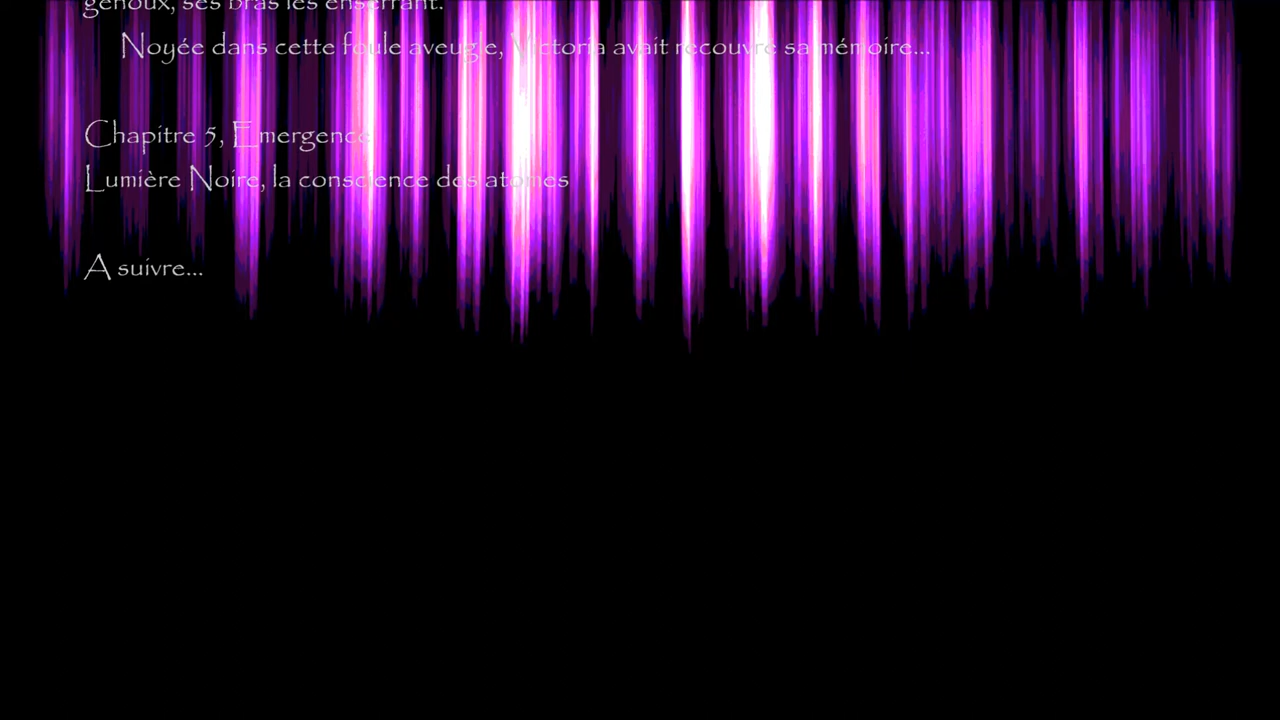 genoux, ses bras les enserrant.
Noyée dans cette foule aveugle, Victoria avait recouvré sa mémoire...
Chapitre 5, Emergence
Lumière Noire, la conscience des atomes
A suivre...